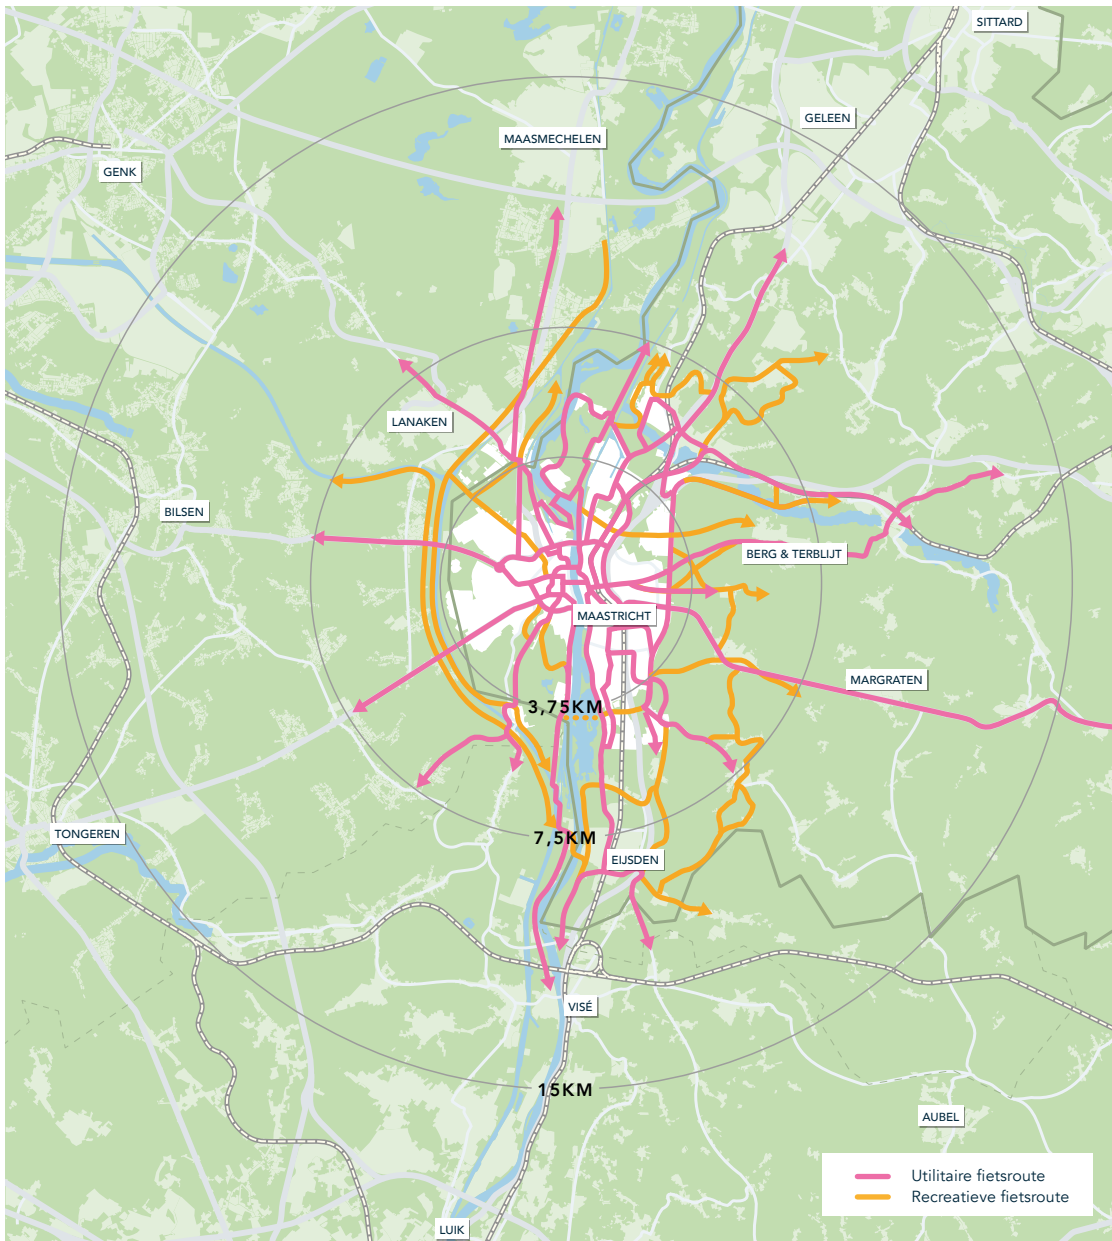 SITTARD
GELEEN
MAASMECHELEN
GENK
LANAKEN
BILSEN
BERG & TERBLIJT
MAASTRICHT
MARGRATEN
3,75KM
TONGEREN
7,5KM
EIJSDEN
VISÉ
15KM
AUBEL
Utilitaire fietsroute
Recreatieve fietsroute
LUIK